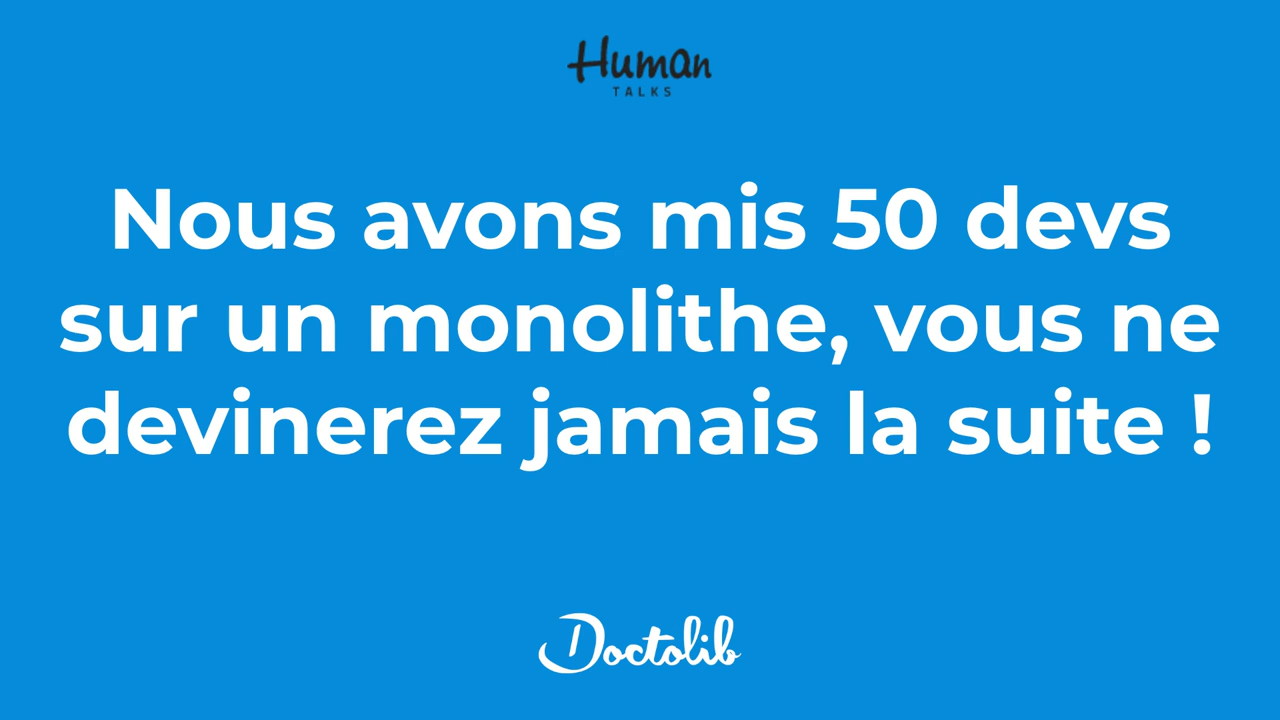 Human
TALKS
Nous avons mis 50 devs
sur un monolithe, vous ne
devinerez jamais la suite !
Doctolib